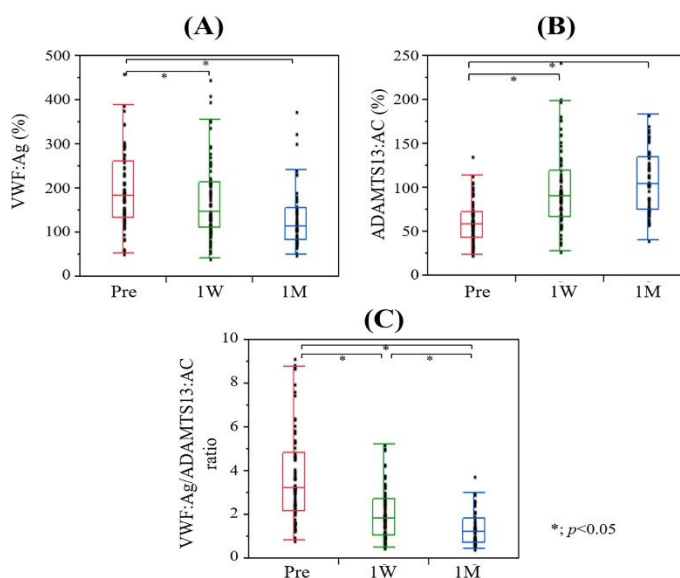 (A)
VWF:Ag (%)
500
400
300
200
100
0
*
*
Pre 1W 1M
(B)
ADAMTS13:AC (%)
250
200
150
100
50
0
*
*
Pre 1W 1M
(C)
VWF:Ag/ADAMTS13:AC
ratio
10
8
6
4
2
0
*
* *
Pre 1W 1M
*; p<0.05